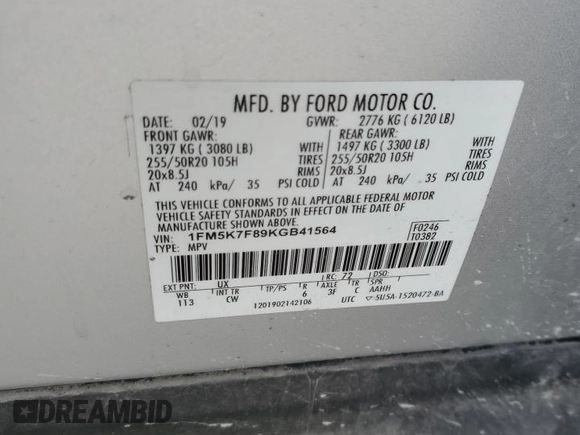 MFD. BY FORD MOTOR CO.
DATE: 02/19 GVWR: 2776 KG ( 6120 LB)
FRONT GAWR: REAR GAWR:
1397 KG ( 3080 LB) WITH 1497 KG ( 3300 LB) WITH
255/50R20 105H TIRES 255/50R20 105H TIRES
20x8.5J RIMS 20x8.5J RIMS
AT 240 kPa/ 35 PSI COLD AT 240 kPa/ 35 PSI COLD
THIS VEHICLE CONFORMS TO ALL APPLICABLE FEDERAL MOTOR
VEHICLE SAFETY STANDARDS IN EFFECT ON THE DATE OF
MANUFACTURE SHOWN ABOVE.
VIN: 1FM5K7F89KGB41564 F0246
TYPE: MPV T0382
EXT PNT: UX RC: 72 DSO:
WB INT TR TP/PS R AXLE TR SPR
113 CW 6 3F C AAHH
1201902142106 UTC ▽5U5A-1520472-BA
DREAMBID